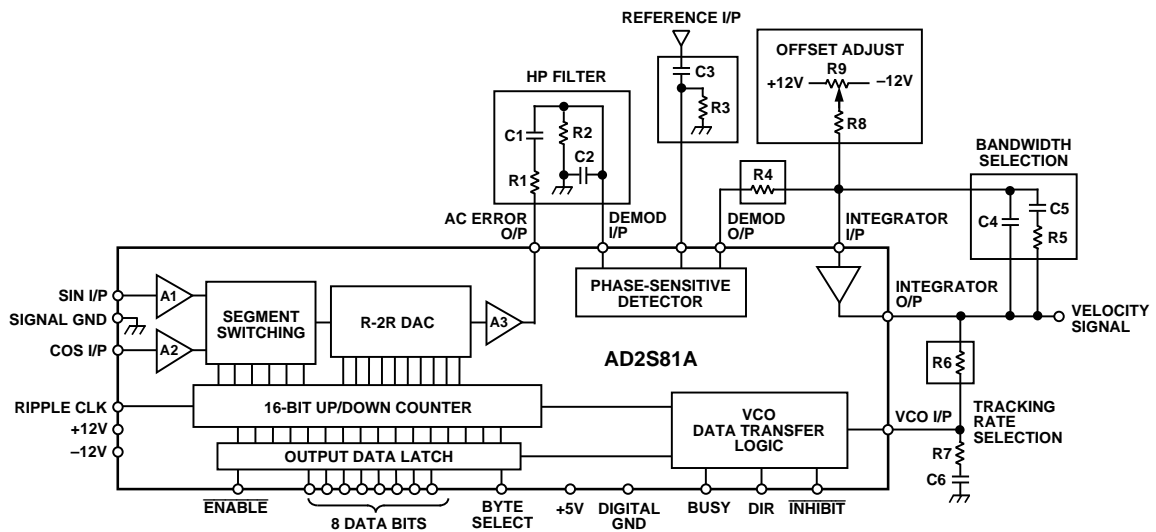 REFERENCE I/P
OFFSET ADJUST
R9
+12V
–12V
R8
HP FILTER
C3
R3
C1
R2
C2
R1
BANDWIDTH
SELECTION
R4
C4
C5
R5
AC ERROR
O/P
DEMOD
I/P
DEMOD
O/P
INTEGRATOR
I/P
PHASE-SENSITIVE
DETECTOR
INTEGRATOR
O/P
SIN I/P
A1
SIGNAL GND
COS I/P
A2
SEGMENT
SWITCHING
R-2R DAC
A3
VELOCITY
SIGNAL
AD2S81A
R6
RIPPLE CLK
+12V
–12V
16-BIT UP/DOWN COUNTER
OUTPUT DATA LATCH
VCO
DATA TRANSFER
LOGIC
VCO I/P
TRACKING
RATE
SELECTION
R7
C6
ENABLE
8 DATA BITS
BYTE
SELECT
+5V
DIGITAL
GND
BUSY
DIR
INHIBIT